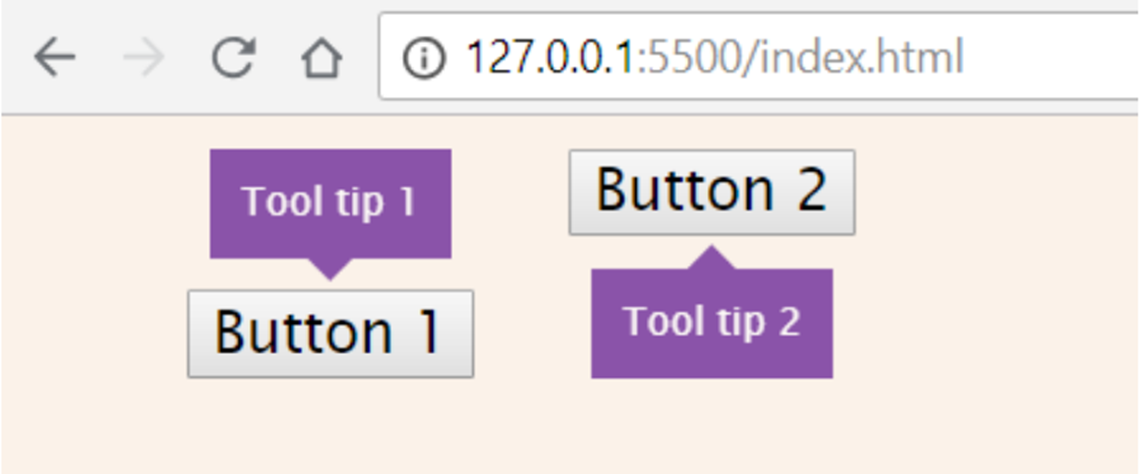 127.0.0.1:5500/index.html
Tool tip 1
Button 1
Button 2
Tool tip 2